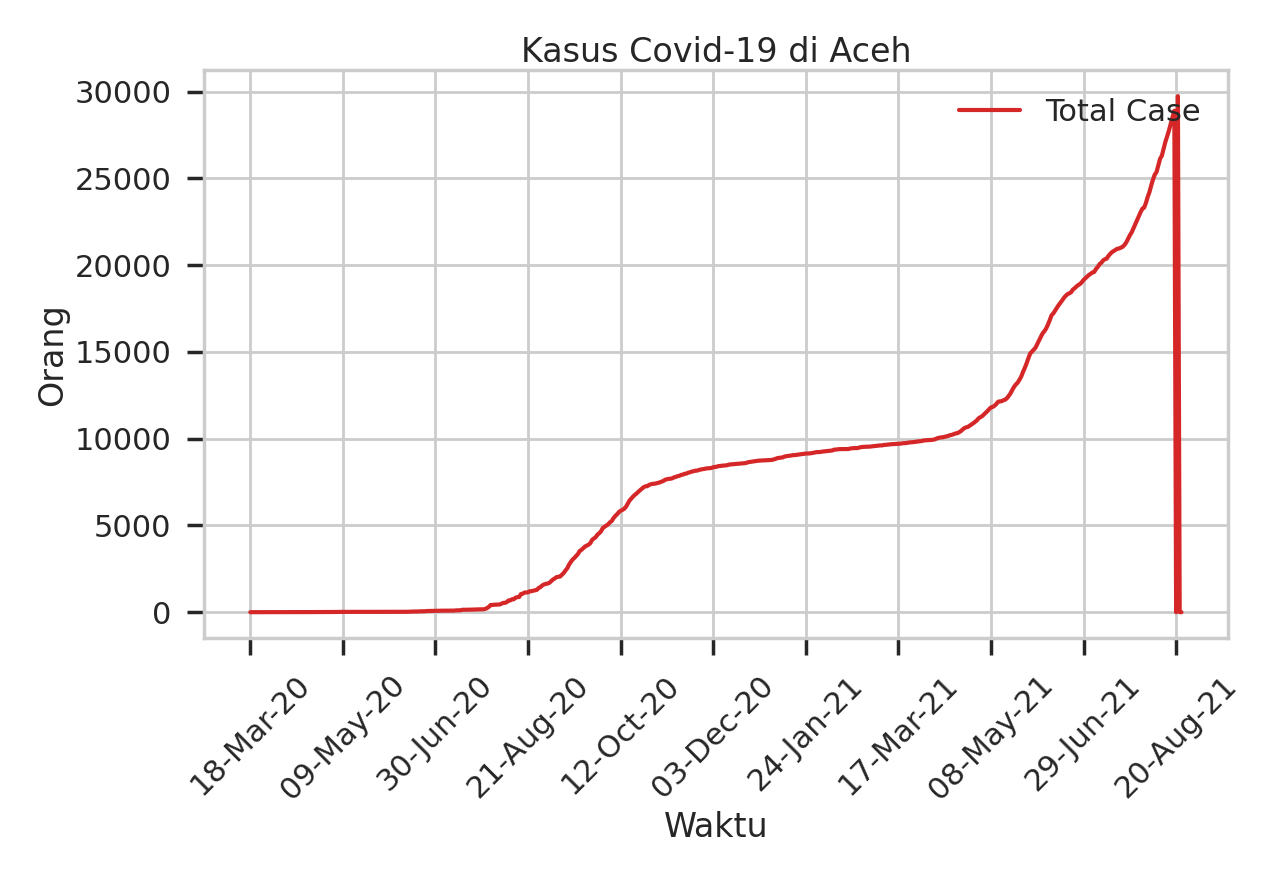 Kasus Covid-19 di Aceh
Total Case
30000
25000
20000
15000
10000
5000
0
Orang
18-Mar-20
09-May-20
30-Jun-20
21-Aug-20
12-Oct-20
03-Dec-20
24-Jan-21
17-Mar-21
08-May-21
29-Jun-21
20-Aug-21
Waktu